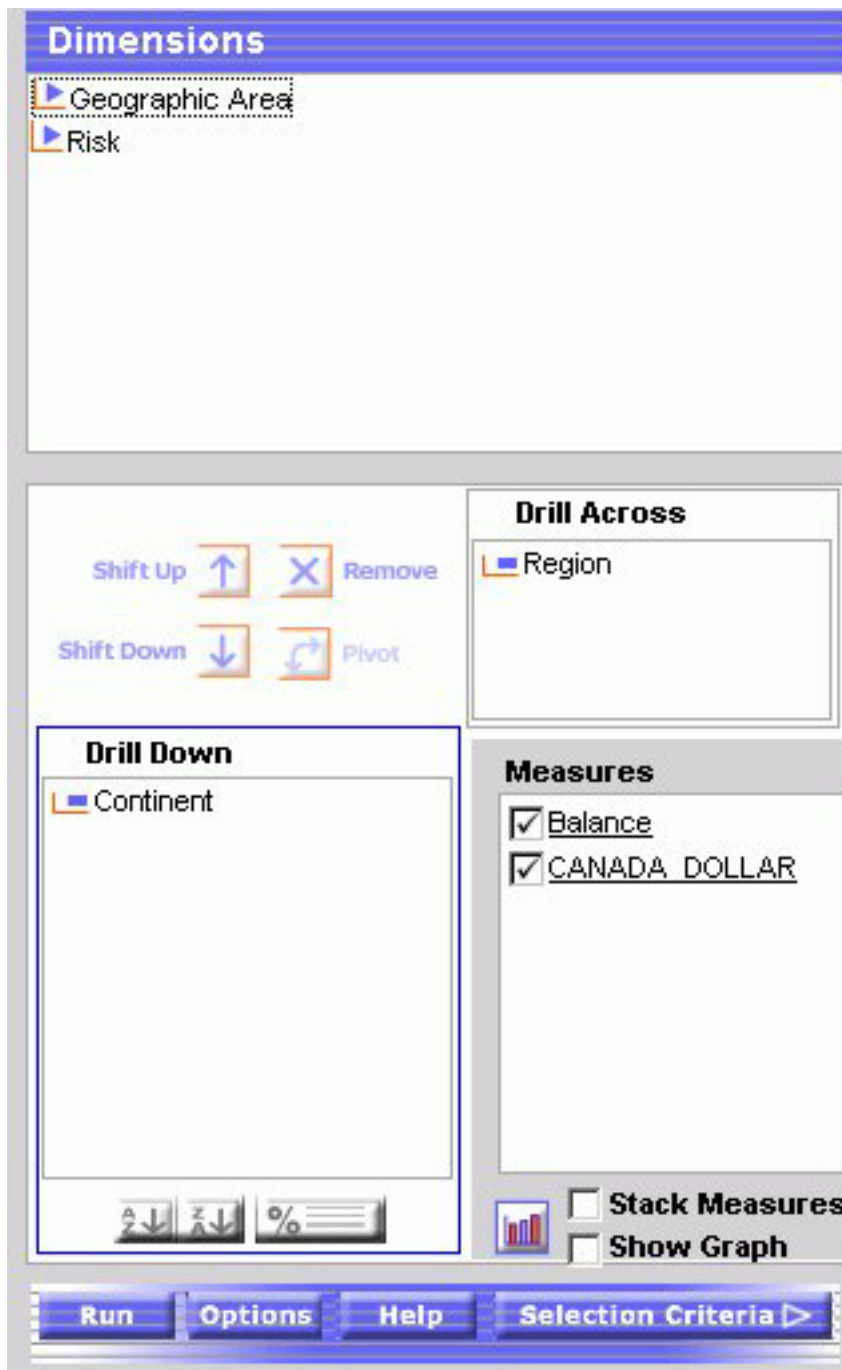 Dimensions
Geographic Area
Risk
Shift Up
Remove
Shift Down
Pivot
Drill Across
Region
Drill Down
Continent
Measures
Balance
CANADA_DOLLAR
A
Z
Z
A
%
Stack Measures
Show Graph
Run
Options
Help
Selection Criteria